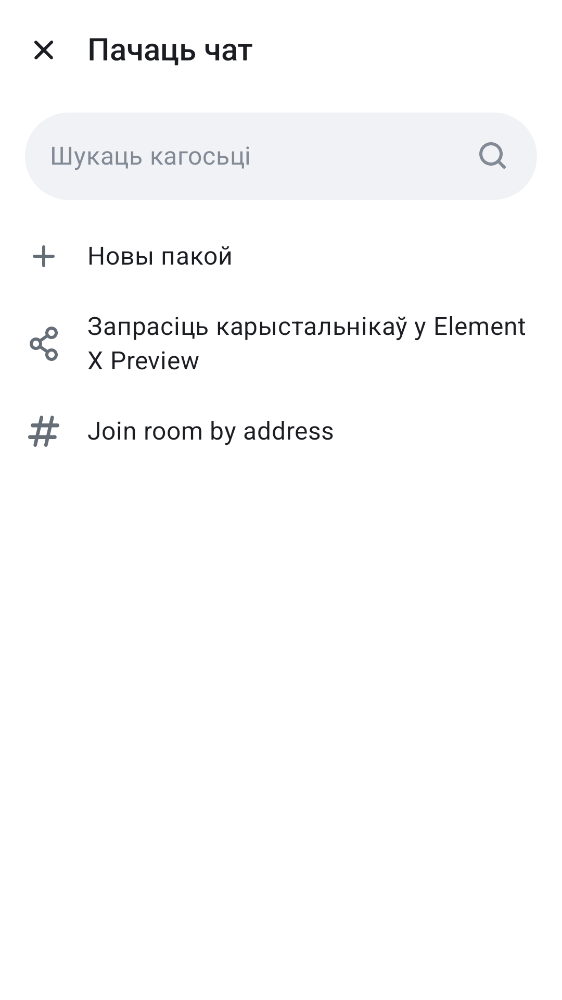 Пачаць чат
Шукаць кагосьці
Новы пакой
Запрасіць карыстальнікаў у Element
X Preview
Join room by address